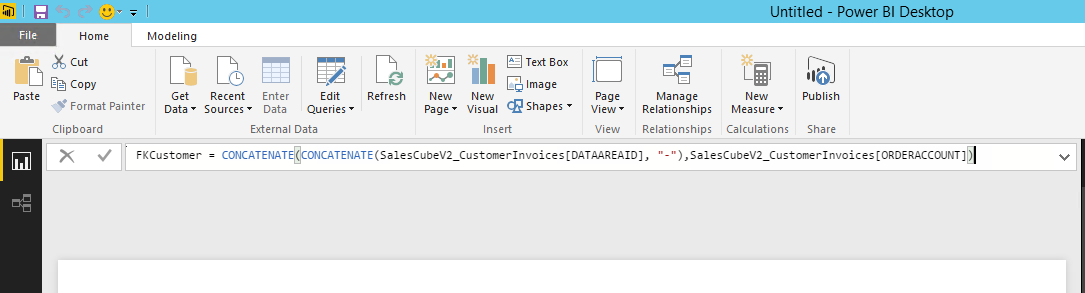 Untitled - Power BI Desktop
File Home Modeling
Paste
Cut
Copy
Format Painter
Clipboard
Get Data
Recent Sources
Enter Data
Edit Queries
Refresh
External Data
New Page
New Visual
Text Box
Image
Shapes
Insert
Page View
View
Manage Relationships
Relationships
New Measure
Calculations
Publish
Share
FKCustomer = CONCATENATE(CONCATENATE(SalesCubeV2_CustomerInvoices[DATAAREAID], "-"),SalesCubeV2_CustomerInvoices[ORDERACCOUNT])